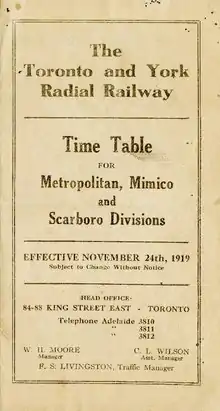 The
Toronto and York
Radial Railway
Time Table
FOR
Metropolitan, Mimico
and
Scarboro Divisions
EFFECTIVE NOVEMBER 24th, 1919
Subject to Change Without Notice
HEAD OFFICE-
84-88 KING STREET EAST - TORONTO
Telephone Adelaide 3810
" 3811
" 3812
W. H. MOORE C. L. WILSON
Manager Asst. Manager
F. S. LIVINGSTON, Traffic Manager